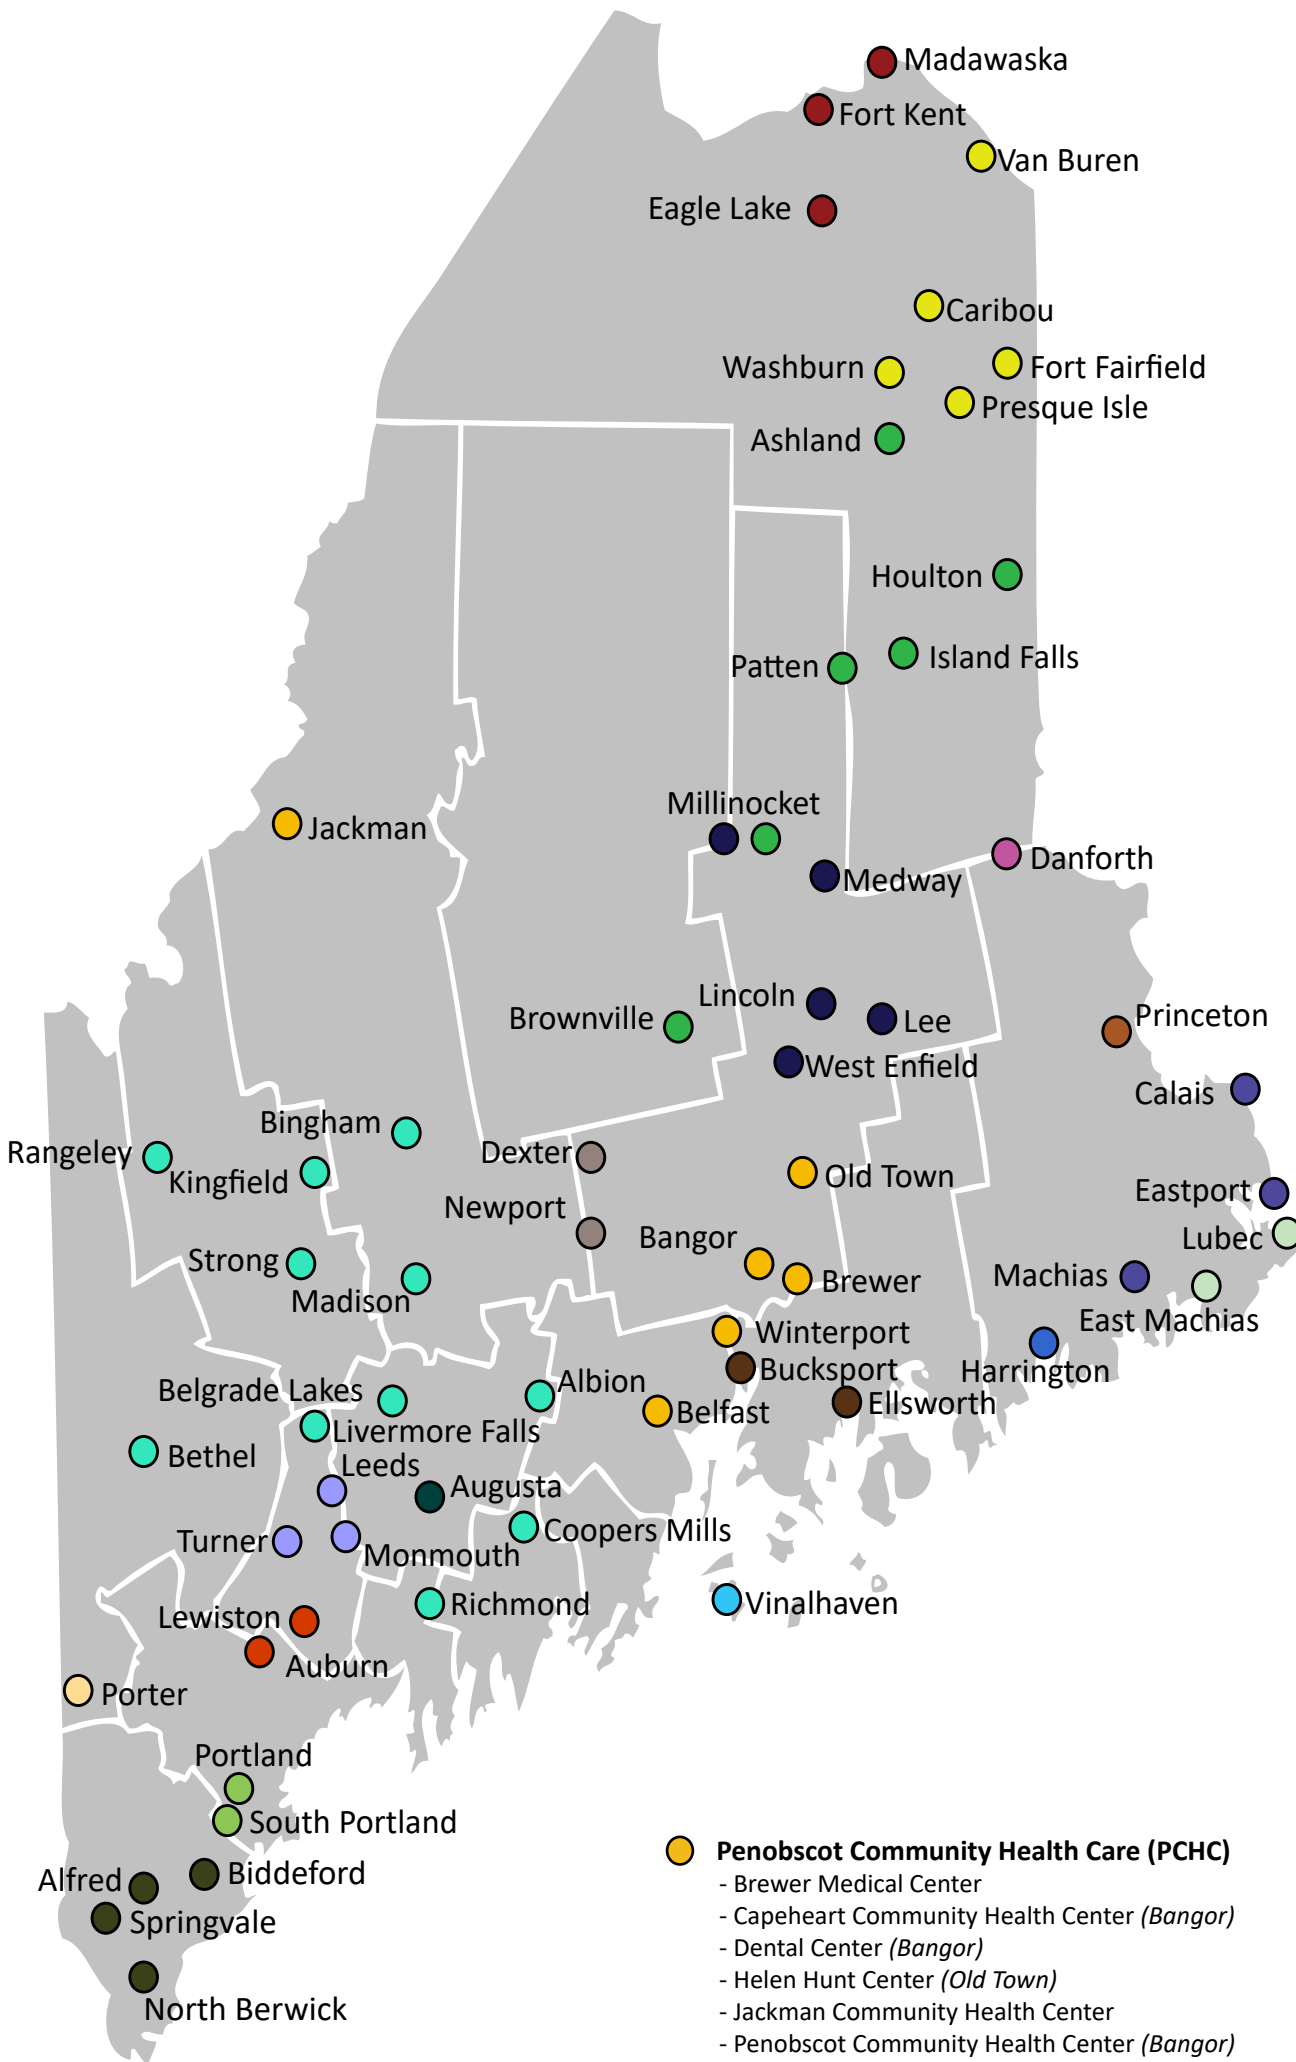 Madawaska
Fort Kent
Van Buren
Eagle Lake
Caribou
Washburn
Fort Fairfield
Presque Isle
Ashland
Houlton
Island Falls
Patten
Millinocket
Jackman
Danforth
Medway
Lincoln
Brownville
Lee
Princeton
West Enfield
Calais
Bingham
Rangeley
Dexter
Kingfield
Old Town
Eastport
Newport
Lubec
Bangor
Strong
Machias
Brewer
Madison
East Machias
Winterport
Bucksport
Harrington
Albion
Belgrade Lakes
Ellsworth
Belfast
Livermore Falls
Bethel
Leeds
Augusta
Coopers Mills
Turner
Monmouth
Richmond
Vinalhaven
Lewiston
Auburn
Porter
Portland
South Portland
Biddeford
Alfred
Springvale
North Berwick
Penobscot Community Health Care (PCHC)
- Brewer Medical Center
- Capeheart Community Health Center (Bangor)
- Dental Center (Bangor)
- Helen Hunt Center (Old Town)
- Jackman Community Health Center
- Penobscot Community Health Center (Bangor)